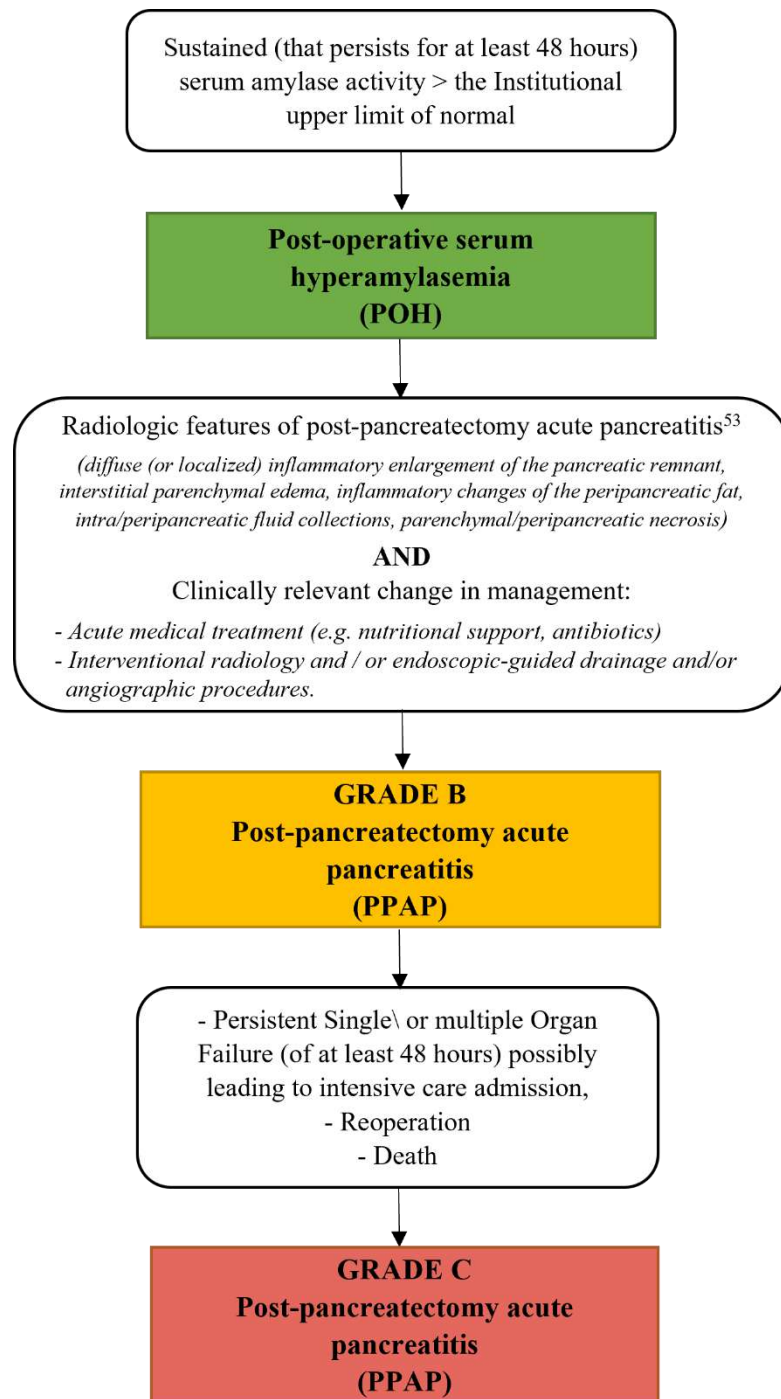 Sustained (that persists for at least 48 hours)
serum amylase activity > the Institutional
upper limit of normal
Post-operative serum
hyperamylasemia
(POH)
Radiologic features of post-pancreatectomy acute pancreatitis⁵³
(diffuse (or localized) inflammatory enlargement of the pancreatic remnant,
interstitial parenchymal edema, inflammatory changes of the peripancreatic fat,
intra/peripancreatic fluid collections, parenchymal/peripancreatic necrosis)
AND
Clinically relevant change in management:
- Acute medical treatment (e.g. nutritional support, antibiotics)
- Interventional radiology and / or endoscopic-guided drainage and/or
angiographic procedures.
GRADE B
Post-pancreatectomy acute
pancreatitis
(PPAP)
- Persistent Single\ or multiple Organ
Failure (of at least 48 hours) possibly
leading to intensive care admission,
- Reoperation
- Death
GRADE C
Post-pancreatectomy acute
pancreatitis
(PPAP)